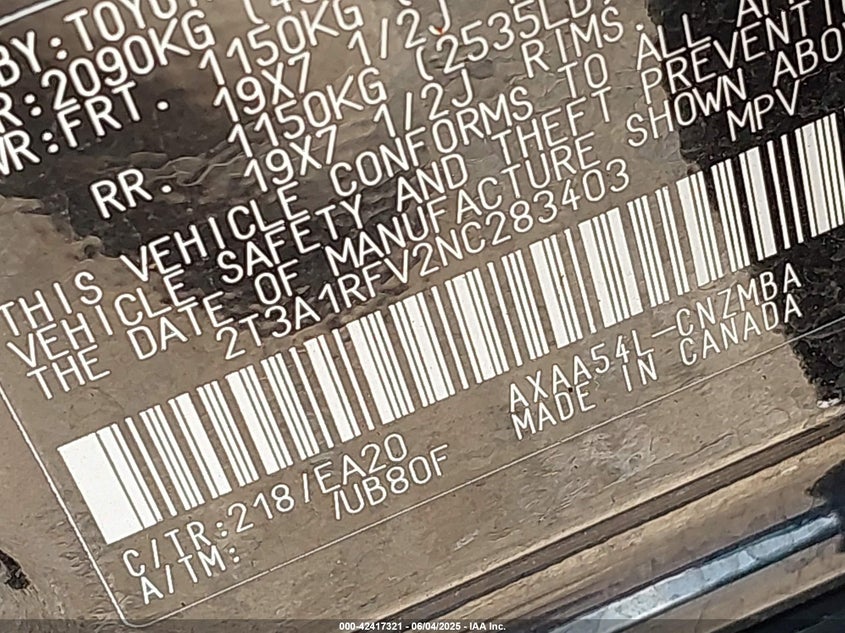 BY:TOYO
R:2090KG
WR:FRT. 1150KG
19X7 1/2J
RR. 1150KG (2535LB
19X7 1/2J RIMS.
THIS VEHICLE CONFORMS TO ALL
VEHICLE SAFETY AND THEFT PREVENTI
THE DATE OF MANUFACTURE SHOWN ABO
2T3A1RFV2NC283403 MPV
C/TR:218/EA20 AXAA54L-CNZMBA
A/TM: /UB80F MADE IN CANADA
000-42417321 - 06/04/2025 - IAA Inc.